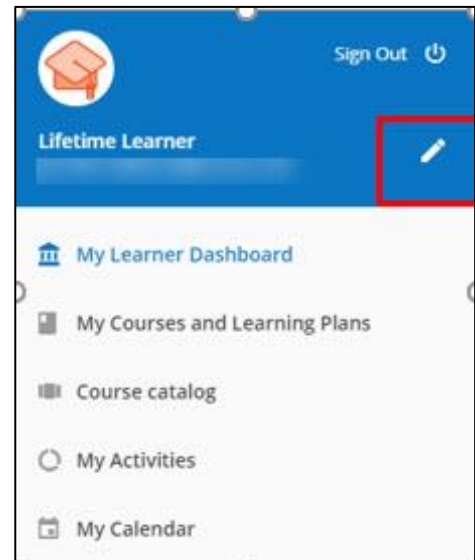 Sign Out
Lifetime Learner
My Learner Dashboard
My Courses and Learning Plans
Course catalog
My Activities
My Calendar